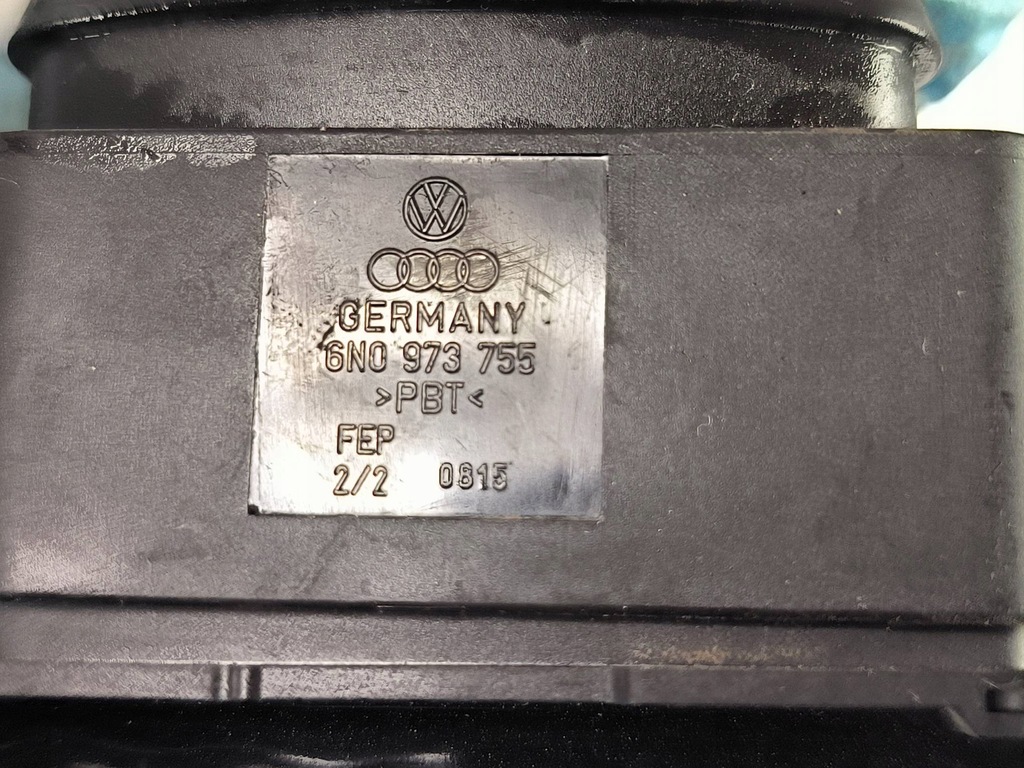 GERMANY
6N0 973 755
>PBT<
FEP
2/2 0815